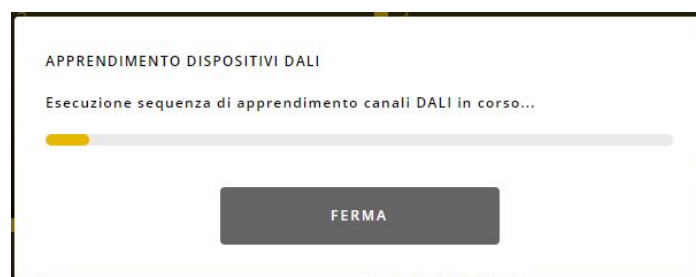 APPRENDIMENTO DISPOSITIVI DALI
Esecuzione sequenza di apprendimento canali DALI in corso...
FERMA